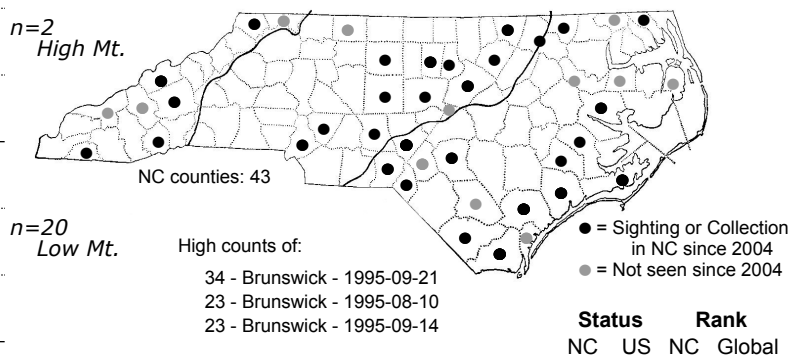 n=2
High Mt.
NC counties: 43
n=20
Low Mt.
High counts of:
34 - Brunswick - 1995-09-21
23 - Brunswick - 1995-08-10
23 - Brunswick - 1995-09-14
● = Sighting or Collection
in NC since 2004
● = Not seen since 2004
Status Rank
NC US NC Global